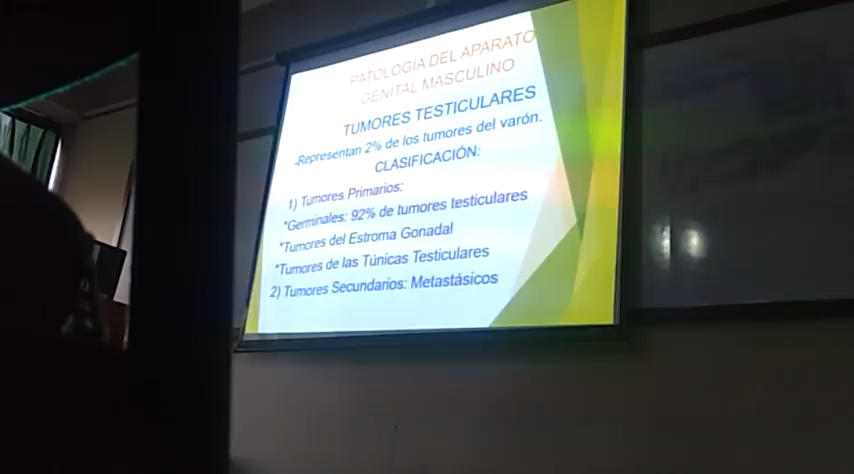 PATOLOGIA DEL APARATO
GENITAL MASCULINO
TUMORES TESTICULARES
-Representan 2% de los tumores del varón.
CLASIFICACIÓN:
1) Tumores Primarios:
*Germinales: 92% de tumores testiculares
*Tumores del Estroma Gonadal
*Tumores de las Túnicas Testiculares
2) Tumores Secundarios: Metastásicos